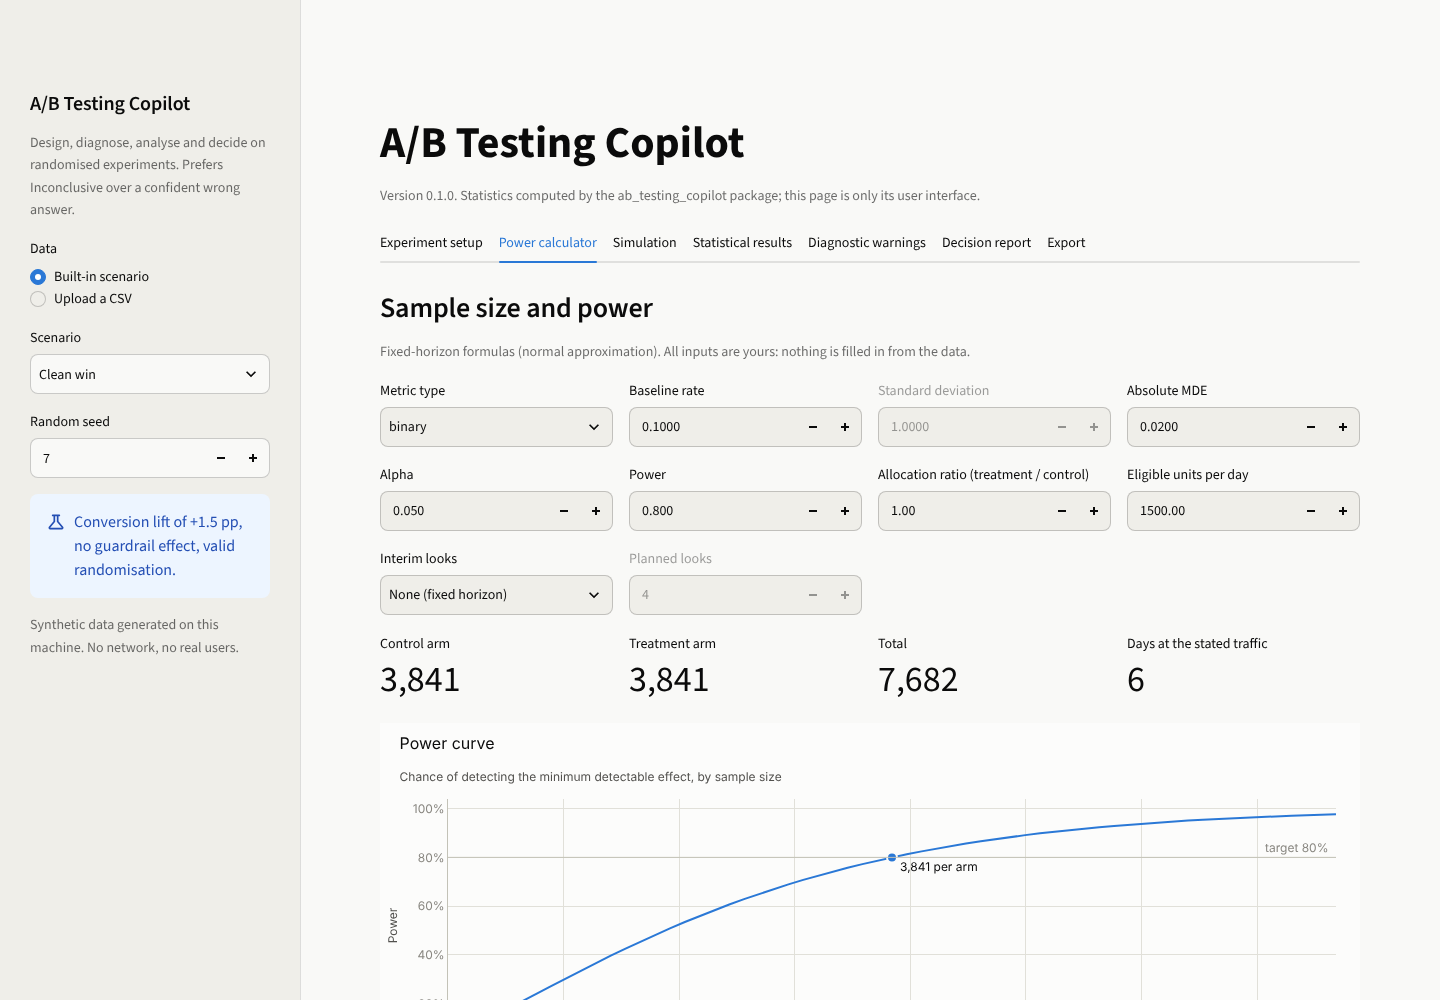 A/B Testing Copilot
Design, diagnose, analyse and decide on
randomised experiments. Prefers
Inconclusive over a confident wrong
answer.
Data
Built-in scenario
Upload a CSV
Scenario
Clean win
Random seed
7
Conversion lift of +1.5 pp,
no guardrail effect, valid
randomisation.
Synthetic data generated on this
machine. No network, no real users.
A/B Testing Copilot
Version 0.1.0. Statistics computed by the ab_testing_copilot package; this page is only its user interface.
Experiment setup Power calculator Simulation Statistical results Diagnostic warnings Decision report Export
Sample size and power
Fixed-horizon formulas (normal approximation). All inputs are yours: nothing is filled in from the data.
Metric type Baseline rate Standard deviation Absolute MDE
binary 0.1000 1.0000 0.0200
Alpha Power Allocation ratio (treatment / control) Eligible units per day
0.050 0.800 1.00 1500.00
Interim looks Planned looks
None (fixed horizon) 4
Control arm Treatment arm Total Days at the stated traffic
3,841 3,841 7,682 6
Power curve
Chance of detecting the minimum detectable effect, by sample size
100%
target 80%
80%
3,841 per arm
60%
Power
40%